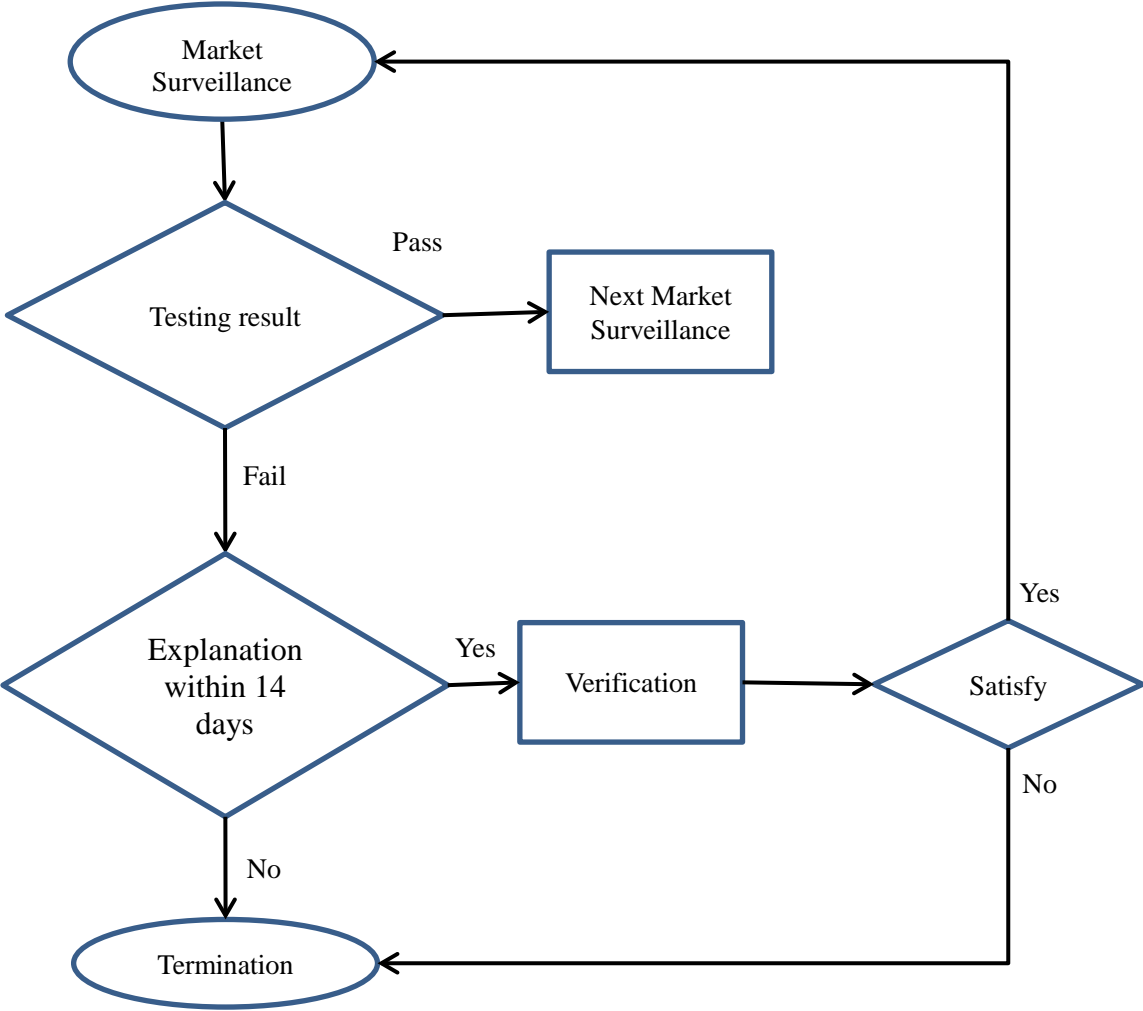 Market
Surveillance
Pass
Testing result
Next Market
Surveillance
Fail
Explanation
within 14
days
Yes
Verification
Yes
Satisfy
No
No
Termination